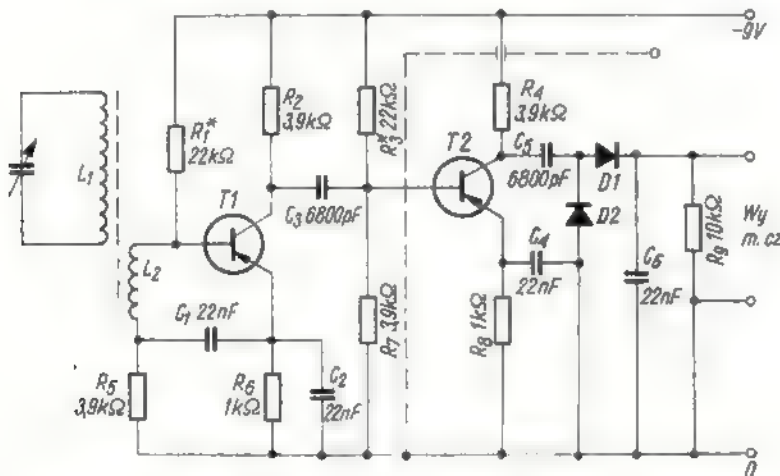 -9V
R2
3,9kΩ
R3* 22kΩ
R4
3,9kΩ
R1*
22kΩ
L1
T1
T2
C5
6800pF
D1
C3 6800pF
D2
Wy
m.cz
R9 10kΩ
L2
C4
22nF
C6
22nF
C1 22nF
R7 3,9kΩ
R8 1kΩ
R5
3,9kΩ
R6
1kΩ
C2
22nF
0